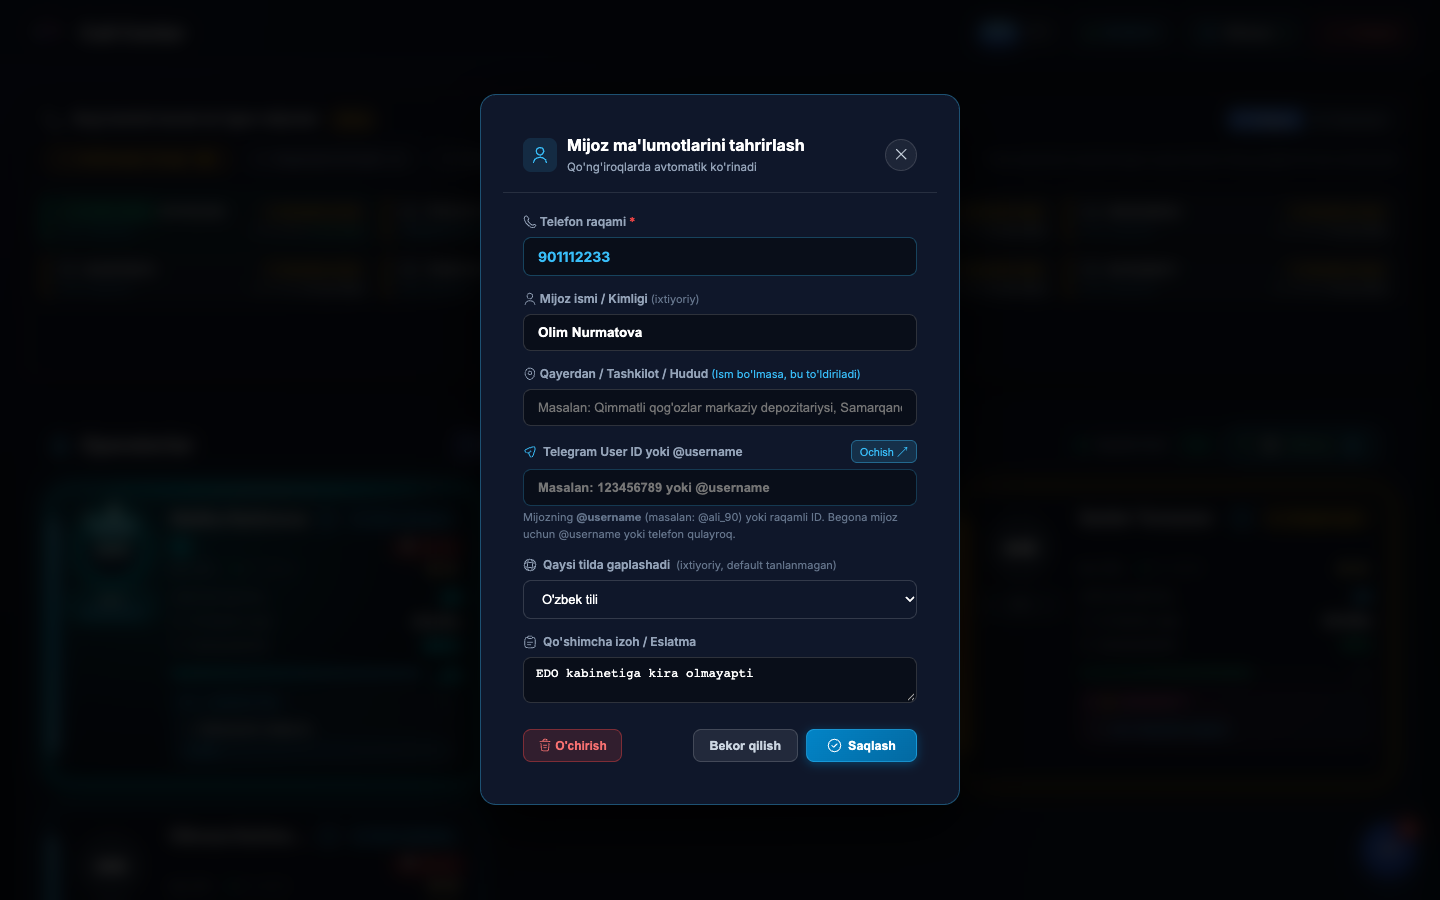 Mijoz ma'lumotlarini tahrirlash
Qo'ng'iroqlarda avtomatik ko'rinadi
Telefon raqami *
901112233
Mijoz ismi / Kimligi (ixtiyoriy)
Olim Nurmatova
Qayerdan / Tashkilot / Hudud (Ism bo'lmasa, bu to'ldiriladi)
Masalan: Qimmatli qog'ozlar markaziy depozitariysi, Samarqand
Telegram User ID yoki @username
Ochish
Masalan: 123456789 yoki @username
Mijozning @username (masalan: @ali_90) yoki raqamli ID. Begona mijoz
uchun @username yoki telefon qulayroq.
Qaysi tilda gaplashadi (ixtiyoriy, default tanlanmagan)
O'zbek tili
Qo'shimcha izoh / Eslatma
EDO kabinetiga kira olmayapti
O'chirish
Bekor qilish
Saqlash